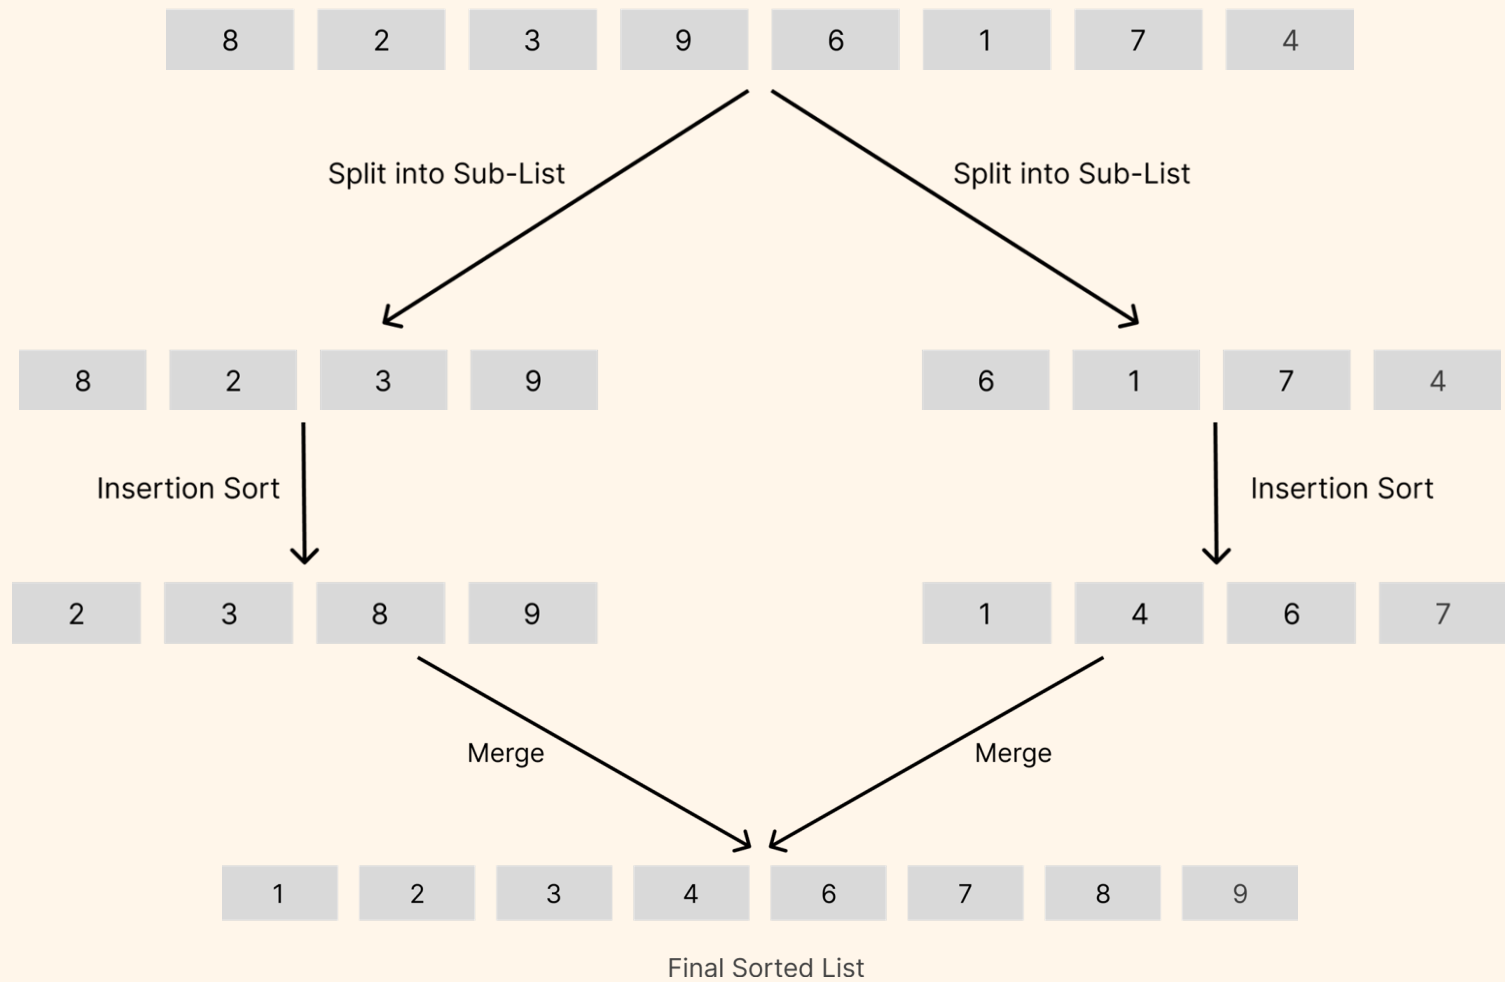 8 2 3 9 6 1 7 4
Split into Sub-List Split into Sub-List
8 2 3 9 6 1 7 4
Insertion Sort Insertion Sort
2 3 8 9 1 4 6 7
Merge Merge
1 2 3 4 6 7 8 9
Final Sorted List